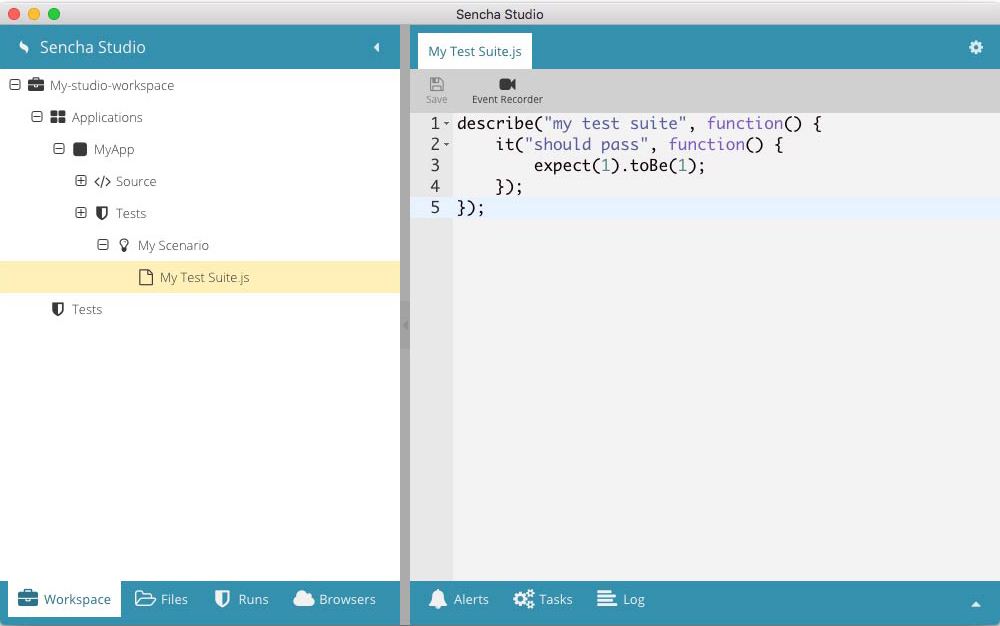 Sencha Studio
Sencha Studio
My-studio-workspace
Applications
MyApp
</> Source
Tests
My Scenario
My Test Suite.js
Tests
Workspace
Files
Runs
Browsers
My Test Suite.js
Save
Event Recorder
1 describe("my test suite", function() {
2     it("should pass", function() {
3         expect(1).toBe(1);
4     });
5 });
Alerts
Tasks
Log